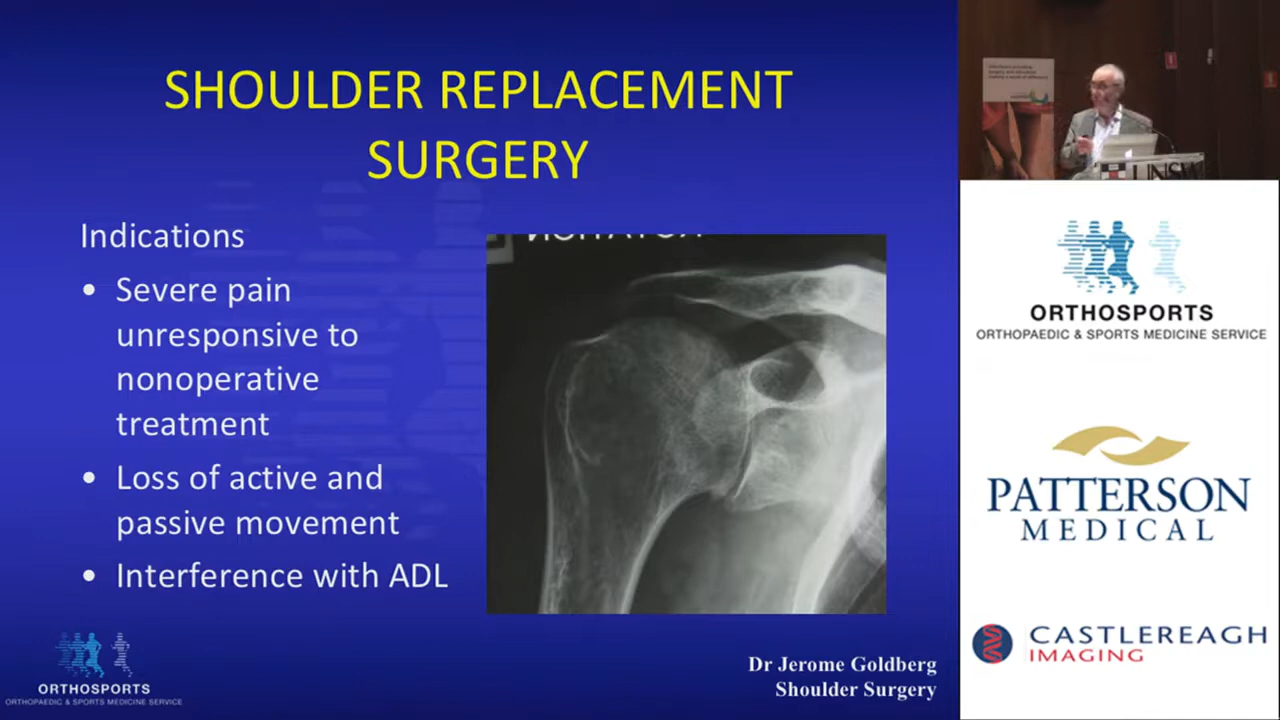 SHOULDER REPLACEMENT
SURGERY
Indications
• Severe pain
unresponsive to
nonoperative
treatment
• Loss of active and
passive movement
• Interference with ADL
ORTHOSPORTS
ORTHOPAEDIC & SPORTS MEDICINE SERVICE
Dr Jerome Goldberg
Shoulder Surgery
UNSW
ORTHOSPORTS
ORTHOPAEDIC & SPORTS MEDICINE SERVICE
PATTERSON
MEDICAL
CASTLEREAGH
IMAGING